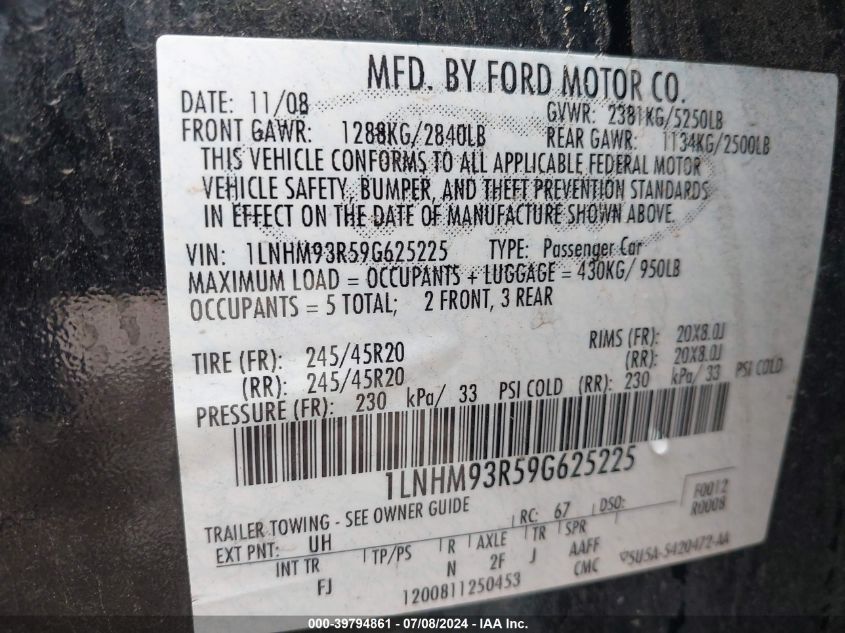 MFD. BY FORD MOTOR CO.
DATE: 11/08 GVWR: 2381KG/5250LB
FRONT GAWR: 1288KG/2840LB REAR GAWR: 1134KG/2500LB
THIS VEHICLE CONFORMS TO ALL APPLICABLE FEDERAL MOTOR
VEHICLE SAFETY, BUMPER, AND THEFT PREVENTION STANDARDS
IN EFFECT ON THE DATE OF MANUFACTURE SHOWN ABOVE.
VIN: 1LNHM93R59G625225 TYPE: Passenger Car
MAXIMUM LOAD = OCCUPANTS + LUGGAGE = 430KG/ 950LB
OCCUPANTS = 5 TOTAL; 2 FRONT, 3 REAR
TIRE (FR): 245/45R20 RIMS (FR): 20X8.0J
(RR): 245/45R20 (RR): 20X8.0J
PRESSURE (FR): 230 kPa/ 33 PSI COLD (RR): 230 kPa/ 33 PSI COLD
1LNHM93R59G625225
TRAILER TOWING - SEE OWNER GUIDE RC: 67 DSO: F0012
R0008
EXT PNT: UH
INT TR TP/PS R AXLE TR SPR
FJ N 2F J AAFF
CMC 95U5A-S420472-AA
1200811250453
000-39794861 - 07/08/2024 - IAA Inc.